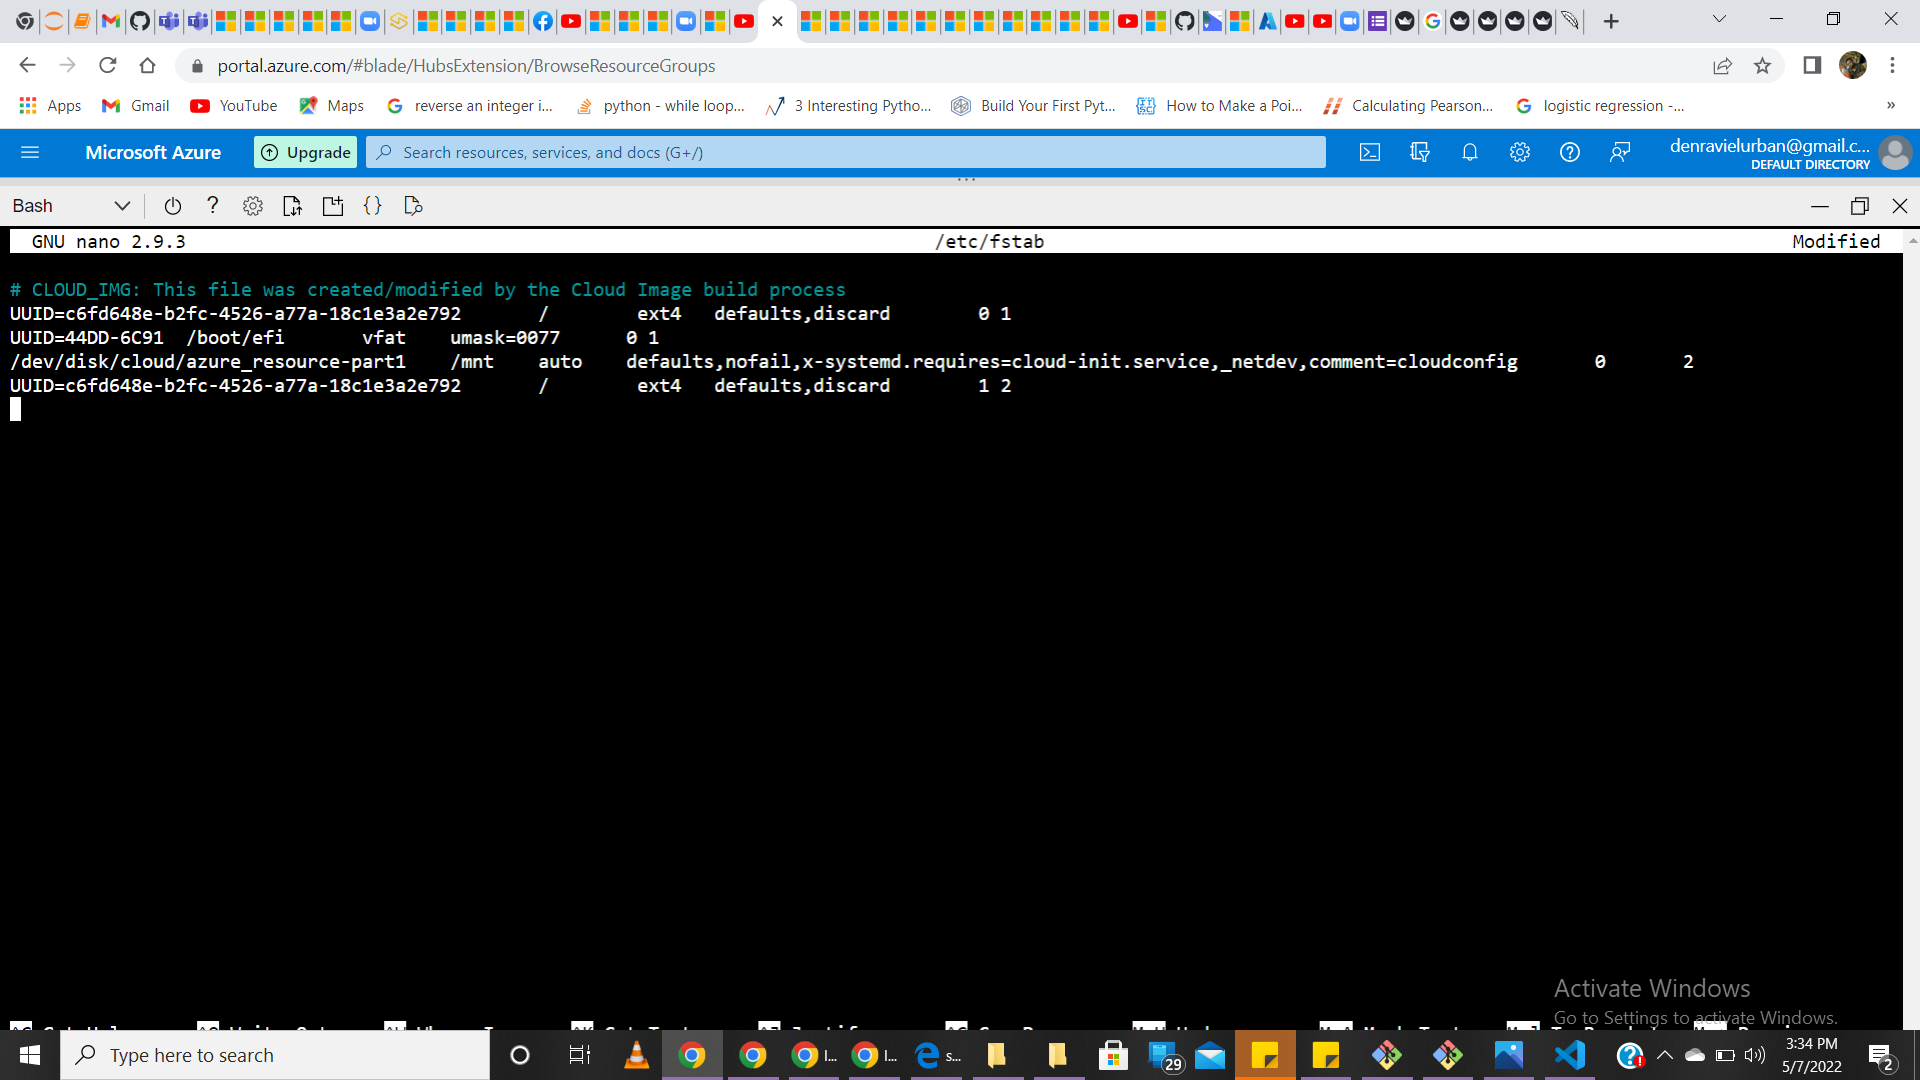 portal.azure.com/#blade/HubsExtension/BrowseResourceGroups
Apps Gmail YouTube Maps reverse an integer i... python - while loop... 3 Interesting Pytho... Build Your First Pyt... How to Make a Poi... Calculating Pearson... logistic regression -... »
Microsoft Azure Upgrade Search resources, services, and docs (G+/) denravielurban@gmail.c...
DEFAULT DIRECTORY
Bash
GNU nano 2.9.3 /etc/fstab Modified
# CLOUD_IMG: This file was created/modified by the Cloud Image build process
UUID=c6fd648e-b2fc-4526-a77a-18c1e3a2e792 / ext4 defaults,discard 0 1
UUID=44DD-6C91 /boot/efi vfat umask=0077 0 1
/dev/disk/cloud/azure_resource-part1 /mnt auto defaults,nofail,x-systemd.requires=cloud-init.service,_netdev,comment=cloudconfig 0 2
UUID=c6fd648e-b2fc-4526-a77a-18c1e3a2e792 / ext4 defaults,discard 1 2
Activate Windows
Go to Settings to activate Windows.
Type here to search
I...
I...
s...
29
3:34 PM
5/7/2022
2